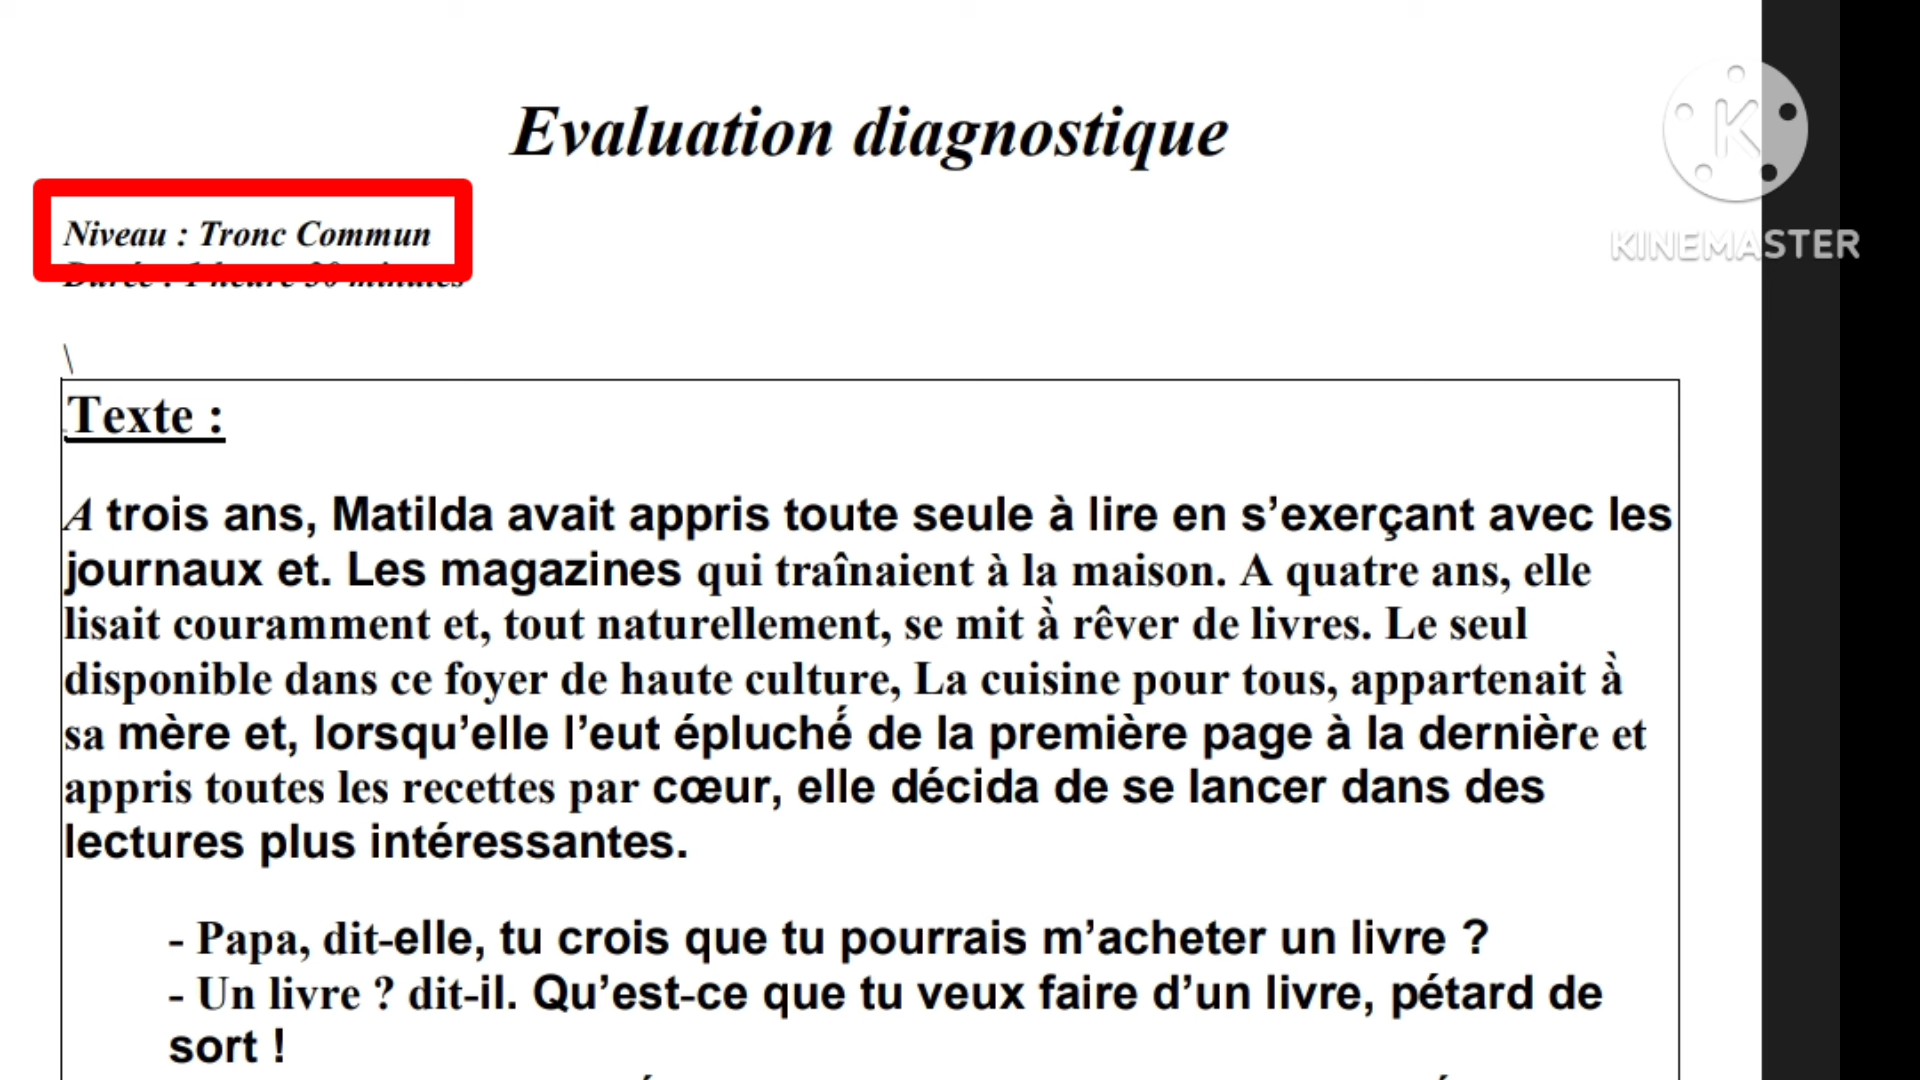 Evaluation diagnostique
K
KINEMASTER
Niveau : Tronc Commun
Durée : 1 heure 30 minutes
\
Texte :
A trois ans, Matilda avait appris toute seule à lire en s’exerçant avec les
journaux et. Les magazines qui traînaient à la maison. A quatre ans, elle
lisait couramment et, tout naturellement, se mit à̀ rêver de livres. Le seul
disponible dans ce foyer de haute culture, La cuisine pour tous, appartenait à̀
sa mère et, lorsqu’elle l’eut épluché́ de la première page à la dernière et
appris toutes les recettes par cœur, elle décida de se lancer dans des
lectures plus intéressantes.
- Papa, dit-elle, tu crois que tu pourrais m’acheter un livre ?
- Un livre ? dit-il. Qu’est-ce que tu veux faire d’un livre, pétard de
sort !